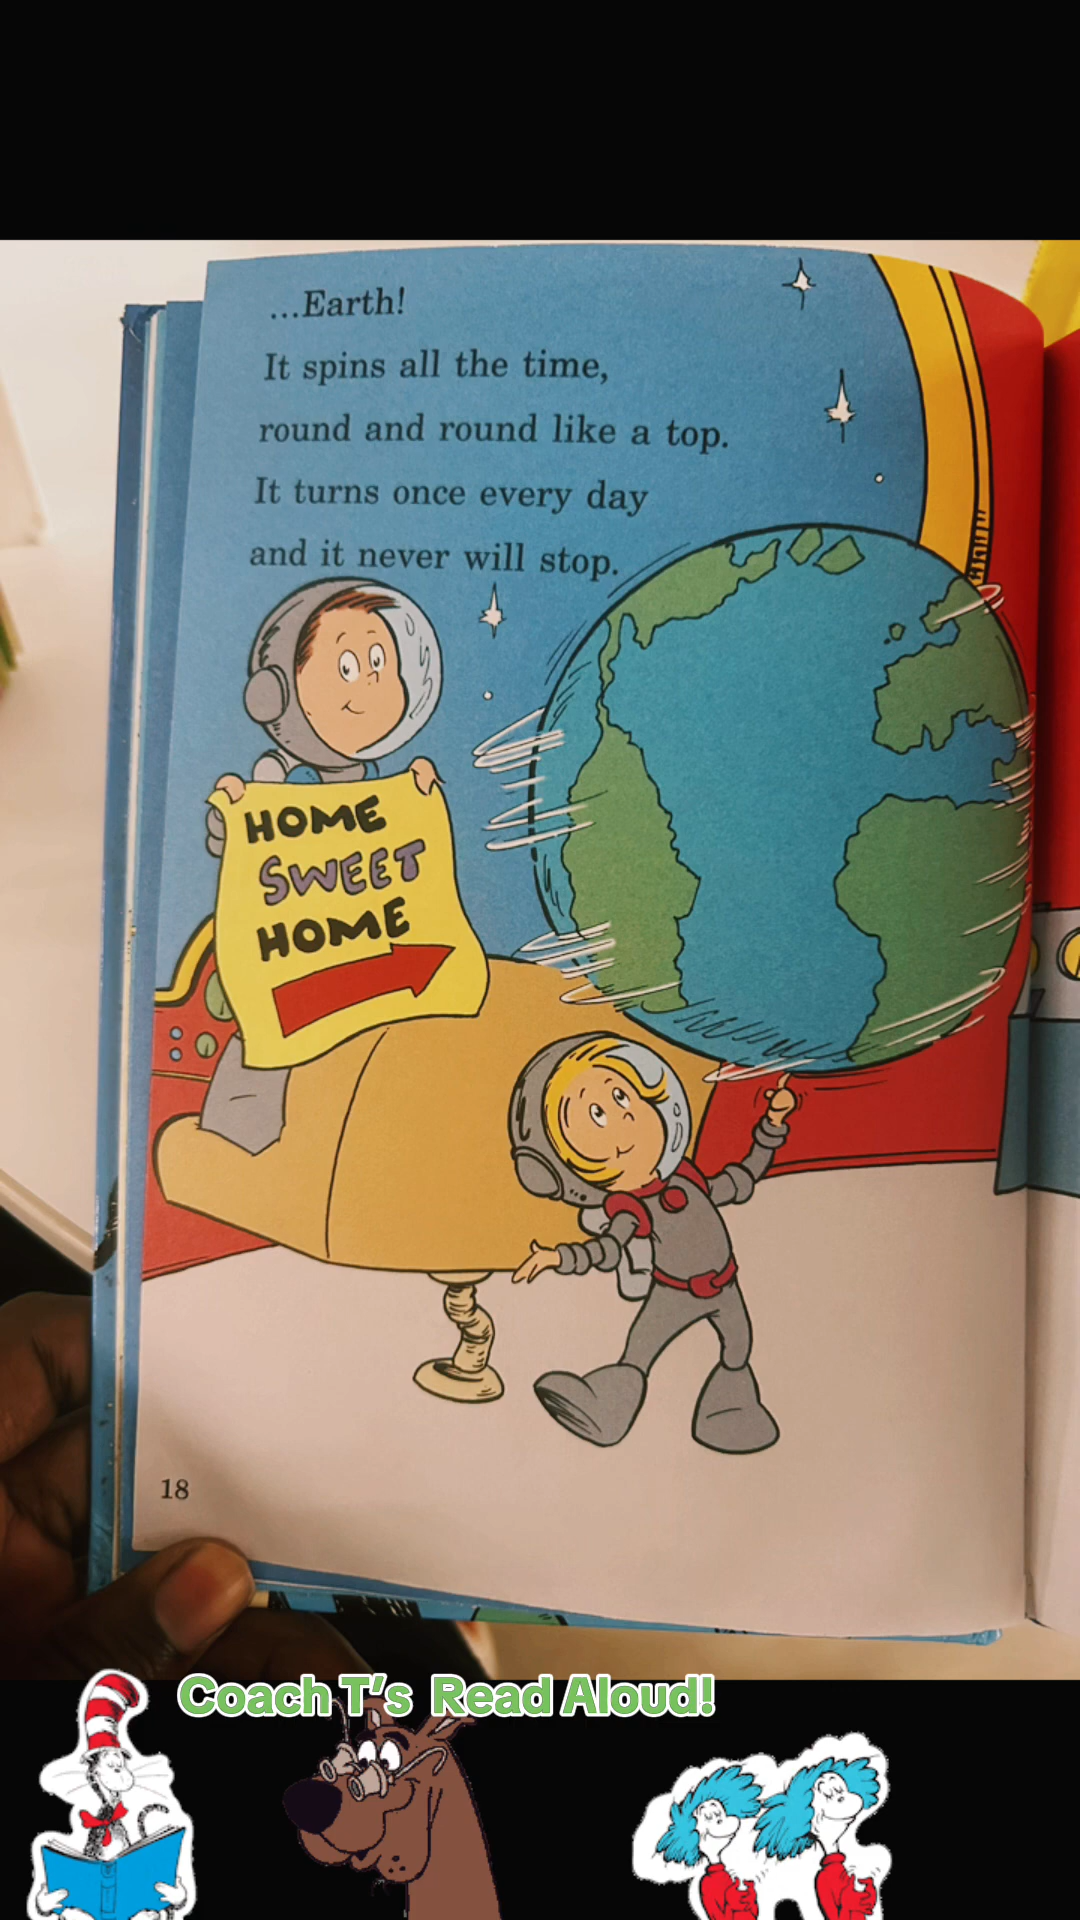 ...Earth!
It spins all the time,
round and round like a top.
It turns once every day
and it never will stop.
HOME
SWEET
HOME
18
Coach T's Read Aloud!